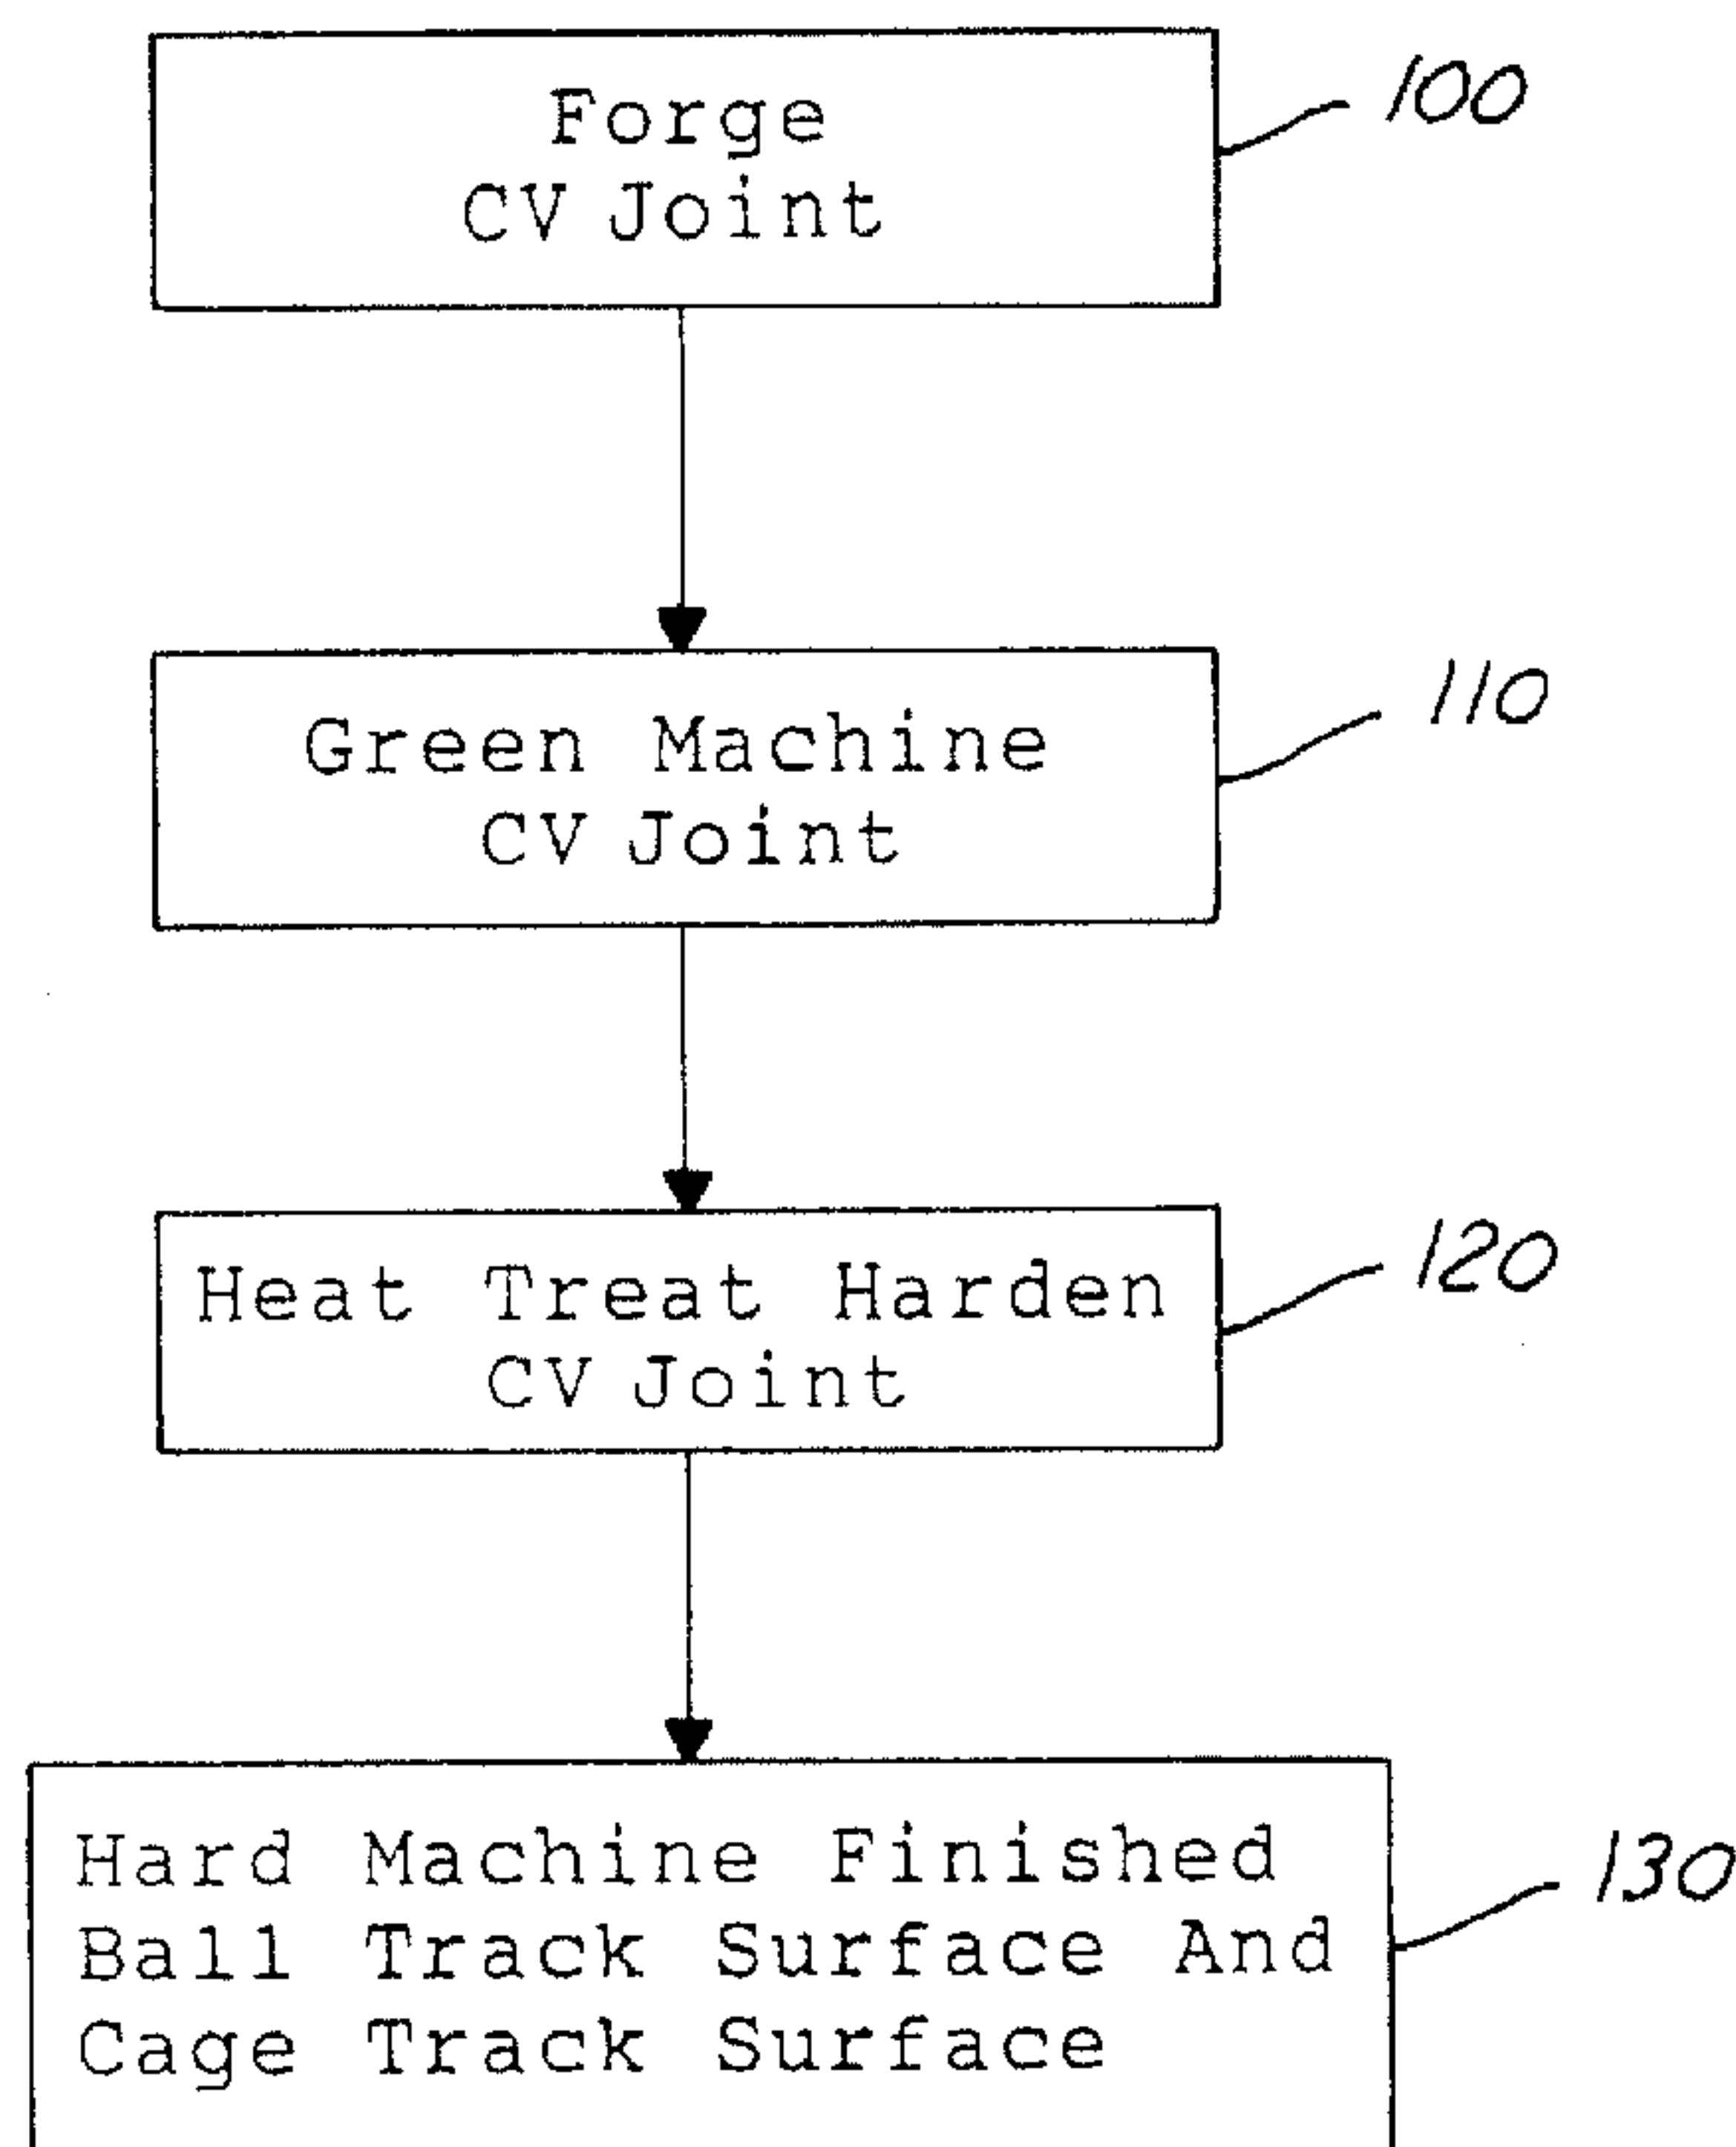 Forge
CV Joint
100
Green Machine
CV Joint
110
Heat Treat Harden
CV Joint
120
Hard Machine Finished
Ball Track Surface And
Cage Track Surface
130